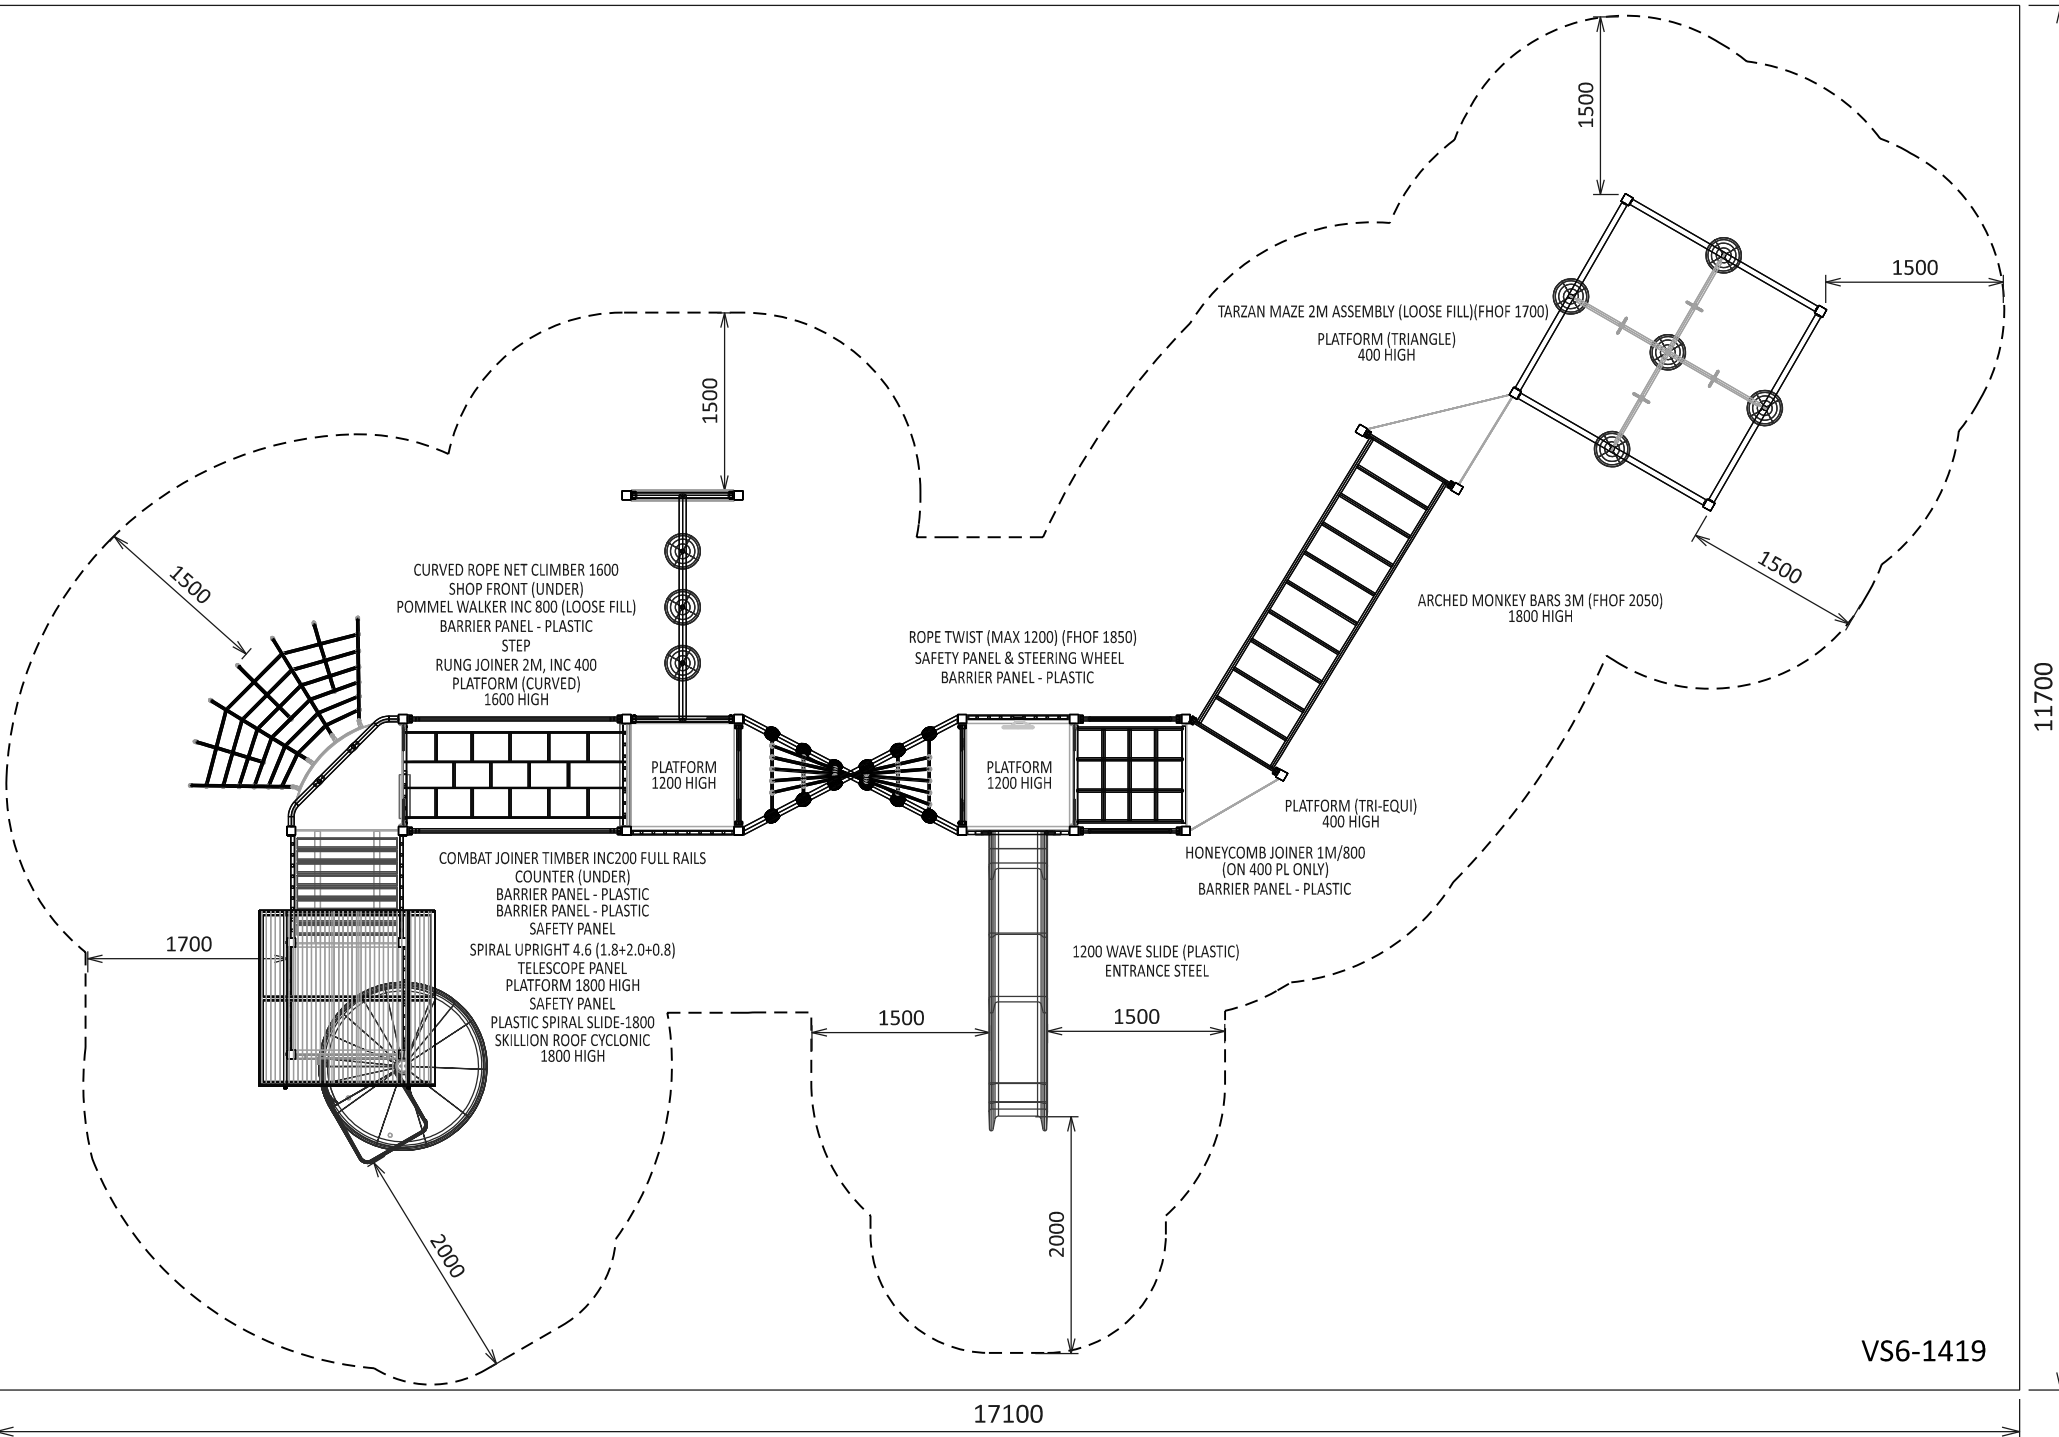 1500
1500
TARZAN MAZE 2M ASSEMBLY (LOOSE FILL)(FHOF 1700)
PLATFORM (TRIANGLE)
400 HIGH
1500
1500
1500
CURVED ROPE NET CLIMBER 1600
SHOP FRONT (UNDER)
POMMEL WALKER INC 800 (LOOSE FILL)
BARRIER PANEL - PLASTIC
STEP
RUNG JOINER 2M, INC 400
PLATFORM (CURVED)
1600 HIGH
ROPE TWIST (MAX 1200) (FHOF 1850)
SAFETY PANEL & STEERING WHEEL
BARRIER PANEL - PLASTIC
ARCHED MONKEY BARS 3M (FHOF 2050)
1800 HIGH
11700
PLATFORM
1200 HIGH
PLATFORM
1200 HIGH
PLATFORM (TRI-EQUI)
400 HIGH
HONEYCOMB JOINER 1M/800
(ON 400 PL ONLY)
BARRIER PANEL - PLASTIC
COMBAT JOINER TIMBER INC200 FULL RAILS
COUNTER (UNDER)
BARRIER PANEL - PLASTIC
BARRIER PANEL - PLASTIC
SAFETY PANEL
SPIRAL UPRIGHT 4.6 (1.8+2.0+0.8)
TELESCOPE PANEL
PLATFORM 1800 HIGH
SAFETY PANEL
PLASTIC SPIRAL SLIDE-1800
SKILLION ROOF CYCLONIC
1800 HIGH
1700
1200 WAVE SLIDE (PLASTIC)
ENTRANCE STEEL
1500
1500
2000
2000
VS6-1419
17100